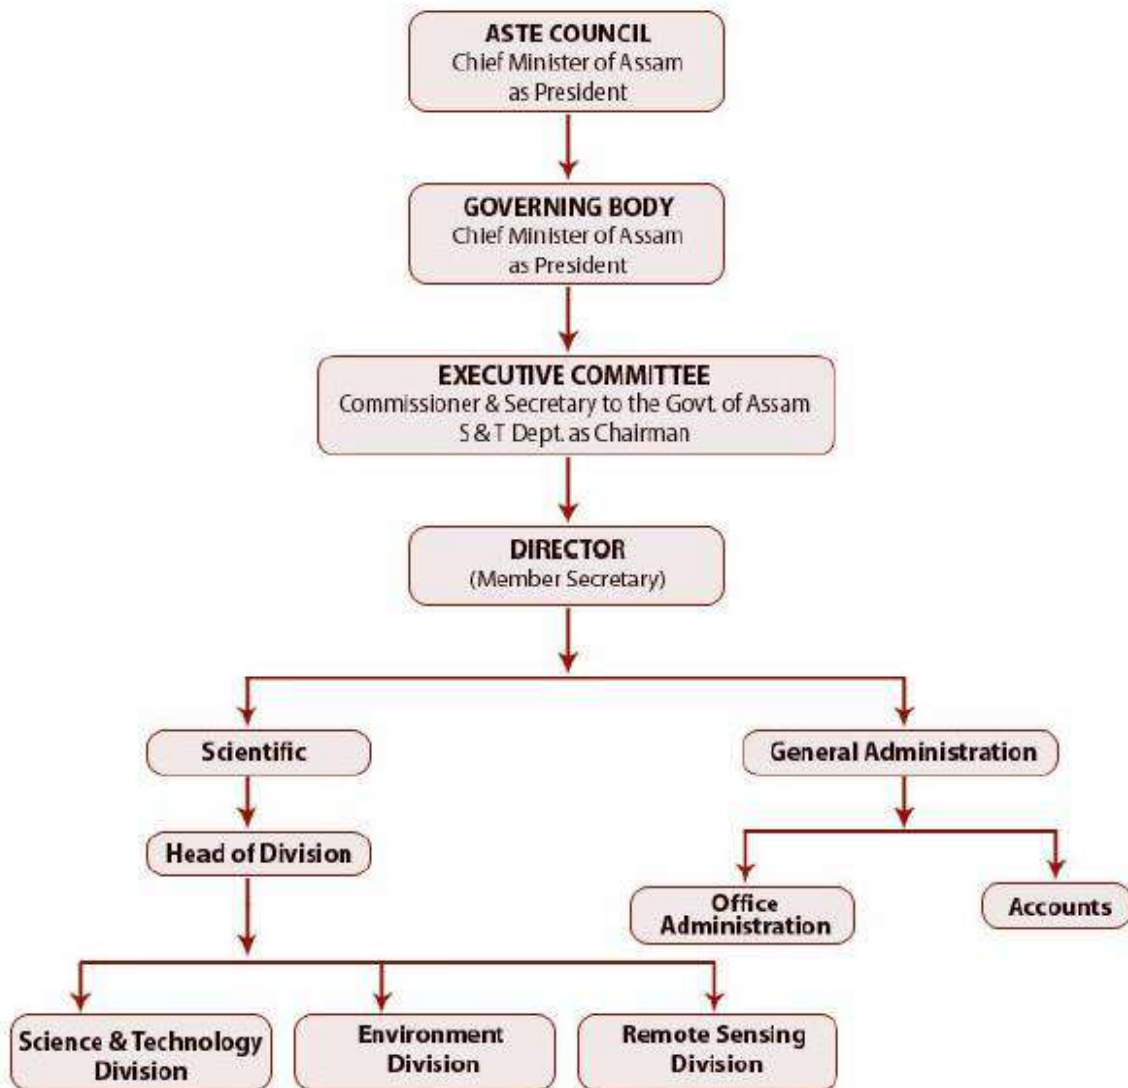 ASTE COUNCIL
Chief Minister of Assam
as President
GOVERNING BODY
Chief Minister of Assam
as President
EXECUTIVE COMMITTEE
Commissioner & Secretary to the Govt. of Assam
S & T Dept. as Chairman
DIRECTOR
(Member Secretary)
Scientific
General Administration
Head of Division
Office
Administration
Accounts
Science & Technology
Division
Environment
Division
Remote Sensing
Division